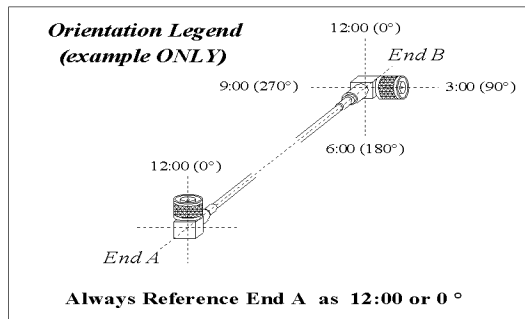 Orientation Legend
(example ONLY)
12:00 (0°)
End B
9:00 (270°)
3:00 (90°)
6:00 (180°)
12:00 (0°)
End A
Always Reference End A as 12:00 or 0 °